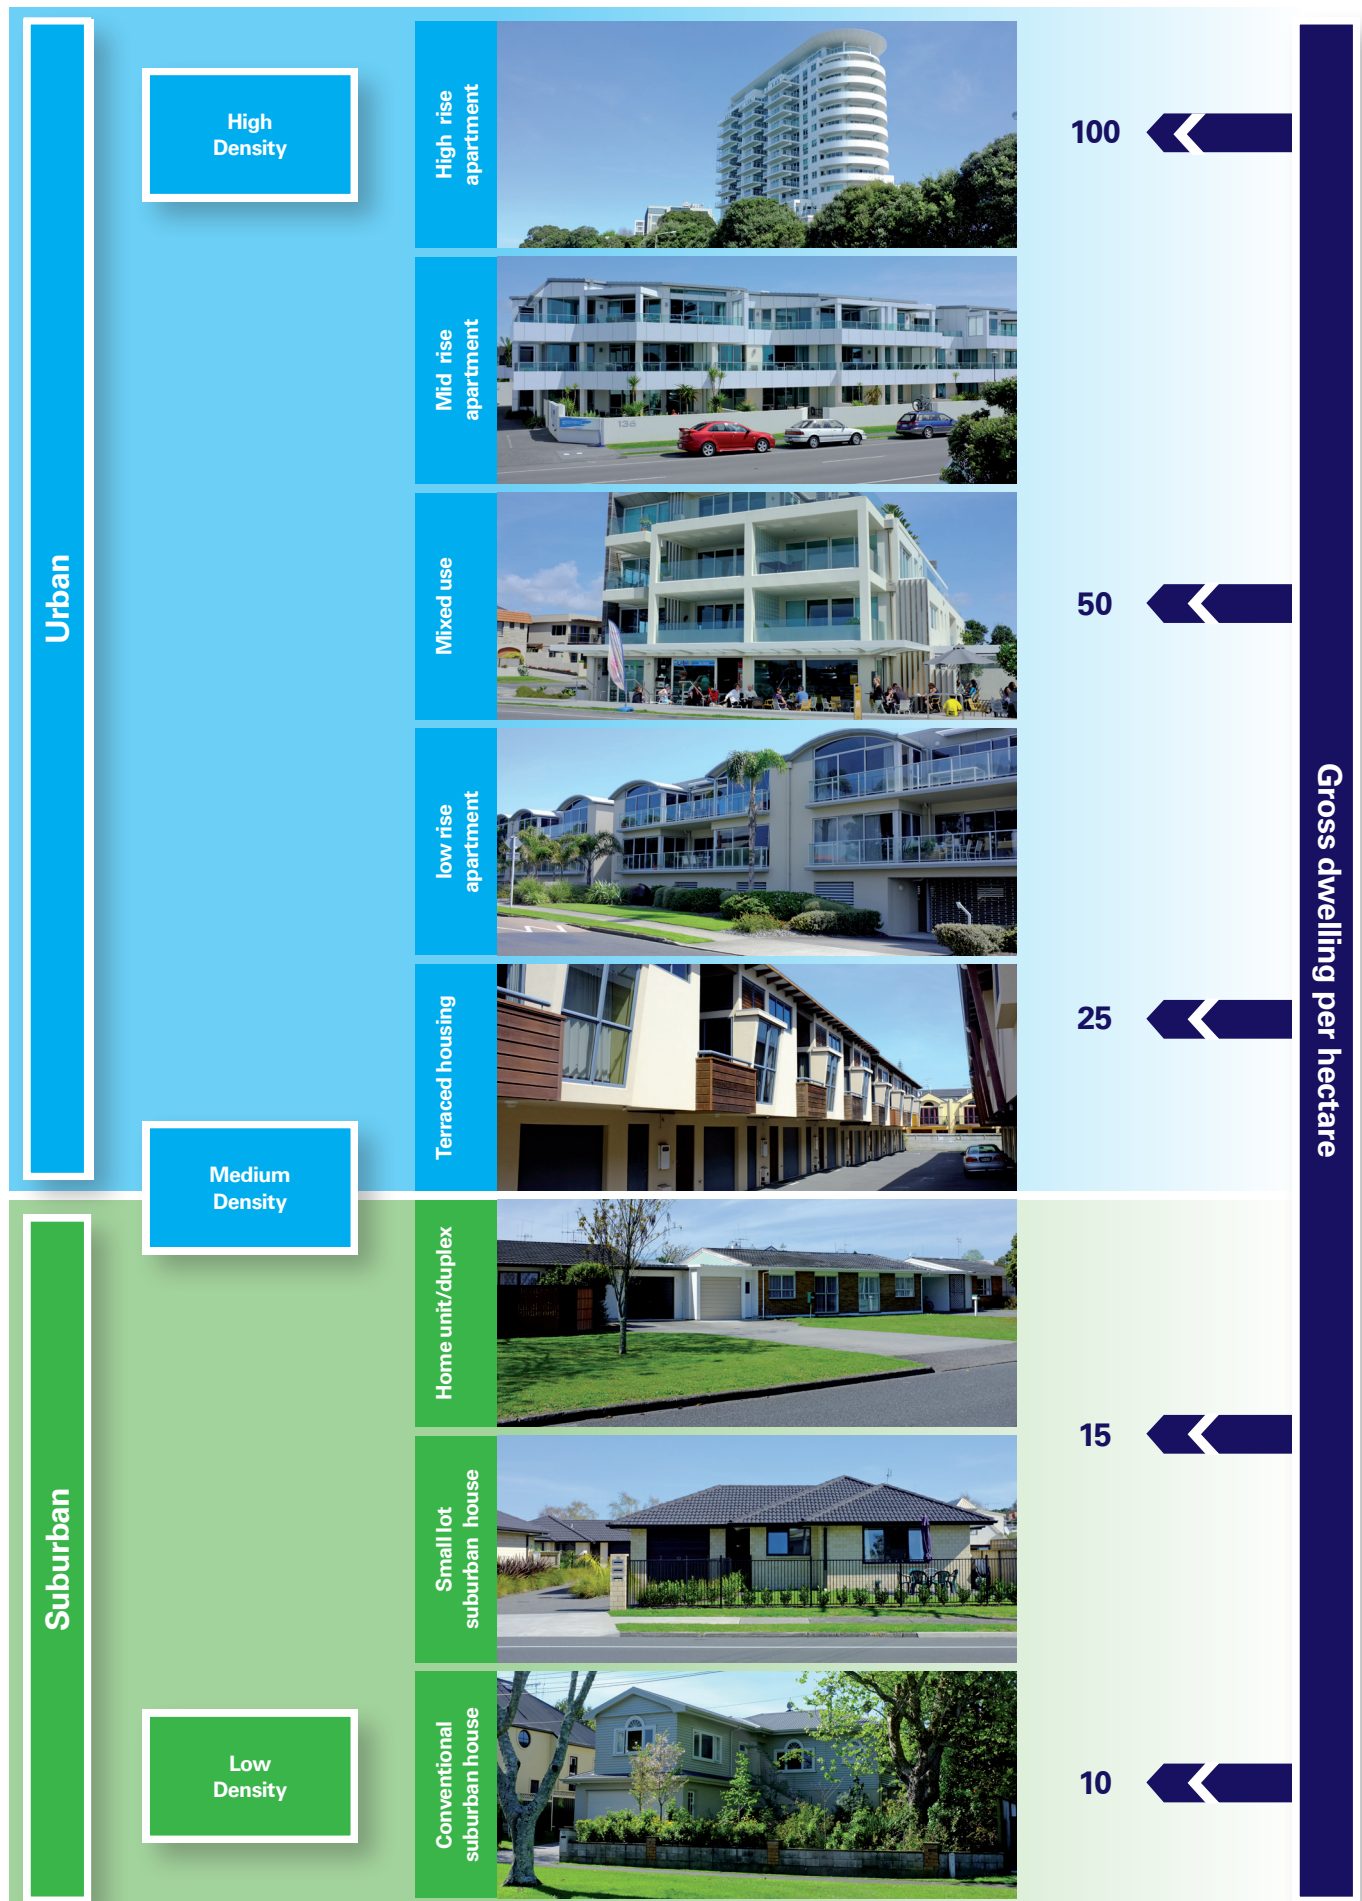 Urban
High
Density
High rise
apartment
100
Mid rise
apartment
136
Mixed use
50
low rise
apartment
Terraced housing
25
Medium
Density
Suburban
Home unit/duplex
15
Small lot
suburban house
Low
Density
Conventional
suburban house
10
Gross dwelling per hectare